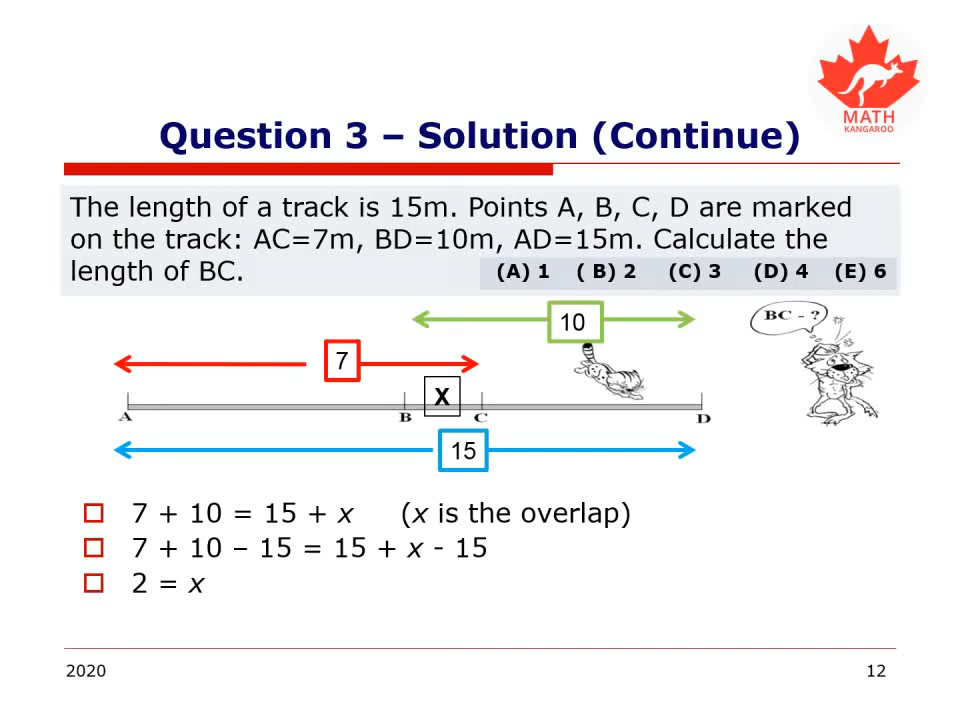 MATH
KANGAROO
Question 3 – Solution (Continue)
The length of a track is 15m. Points A, B, C, D are marked
on the track: AC=7m, BD=10m, AD=15m. Calculate the
length of BC.
(A) 1 ( B) 2 (C) 3 (D) 4 (E) 6
10
BC - ?
7
X
A B C D
15
7 + 10 = 15 + x (x is the overlap)
7 + 10 – 15 = 15 + x - 15
2 = x
2020 12